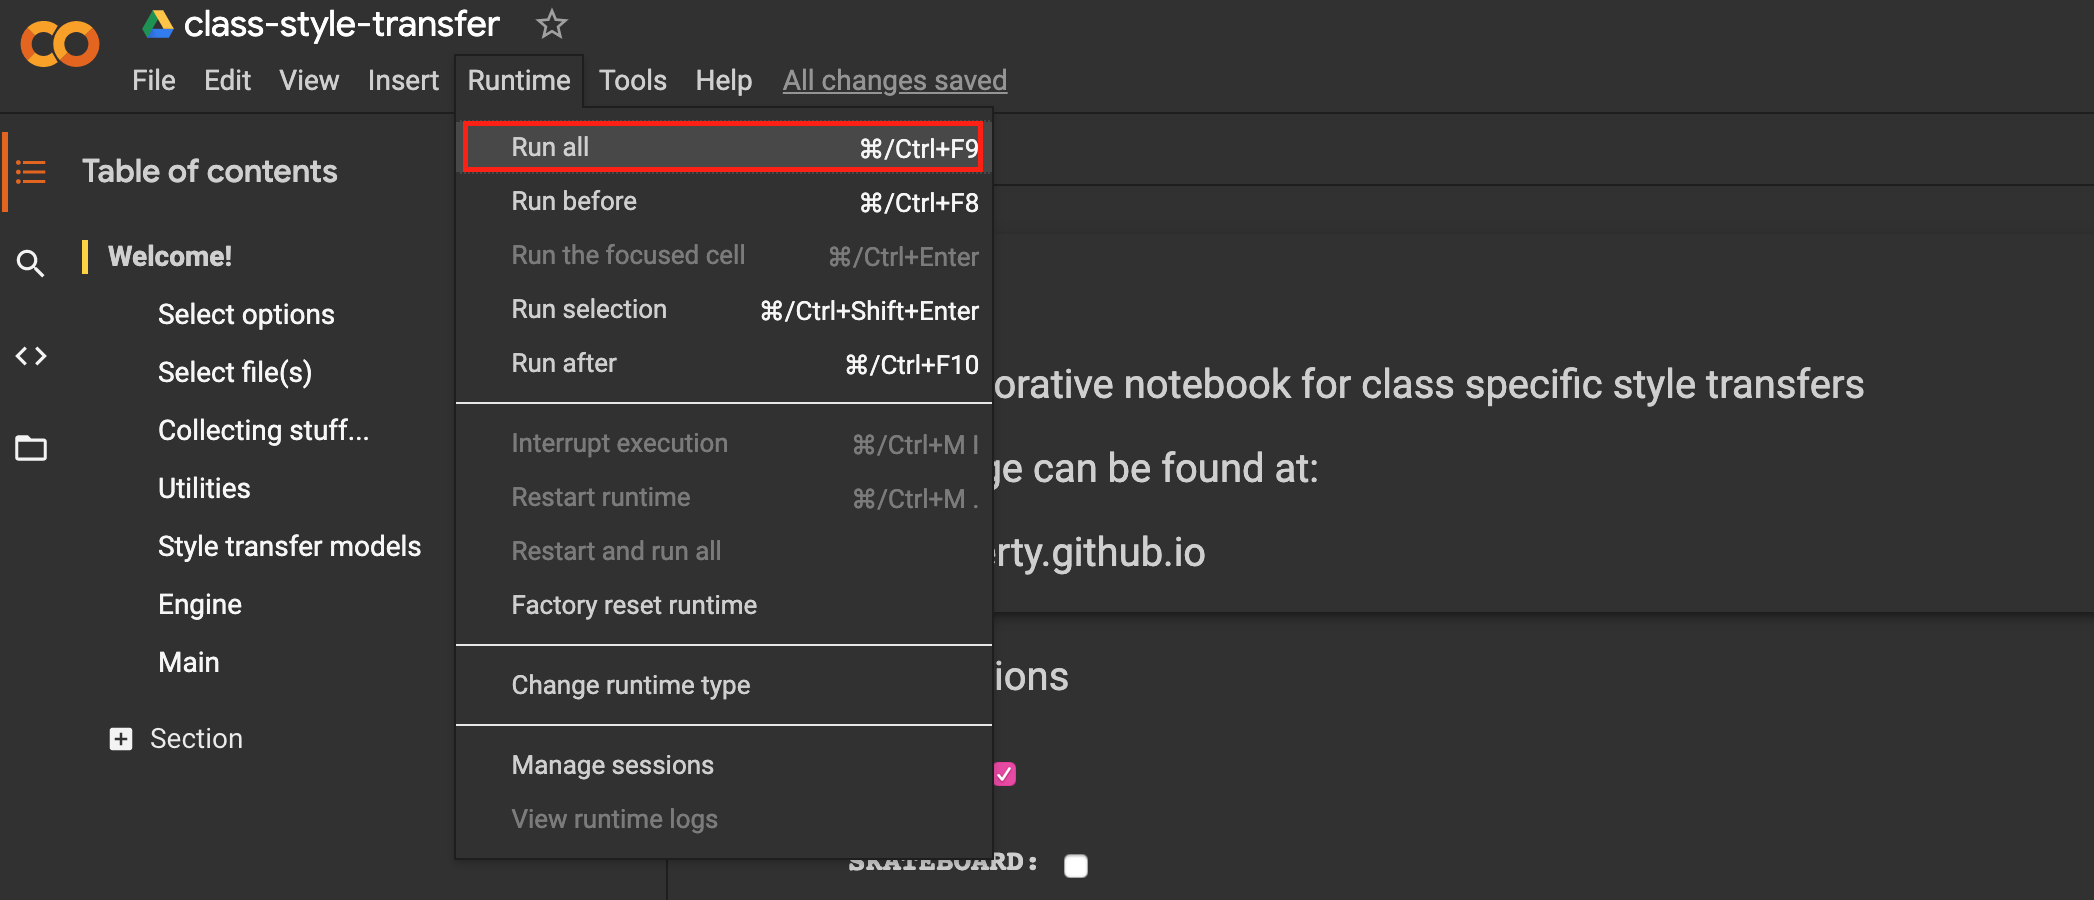 class-style-transfer
File Edit View Insert Runtime Tools Help All changes saved
Table of contents
Welcome!
Select options
Select file(s)
Collecting stuff...
Utilities
Style transfer models
Engine
Main
Section
Run all ⌘/Ctrl+F9
Run before ⌘/Ctrl+F8
Run the focused cell ⌘/Ctrl+Enter
Run selection ⌘/Ctrl+Shift+Enter
Run after ⌘/Ctrl+F10
Interrupt execution ⌘/Ctrl+M I
Restart runtime ⌘/Ctrl+M .
Restart and run all
Factory reset runtime
Change runtime type
Manage sessions
View runtime logs
orative notebook for class specific style transfers
ge can be found at:
erty.github.io
ions
SKATEBOARD: